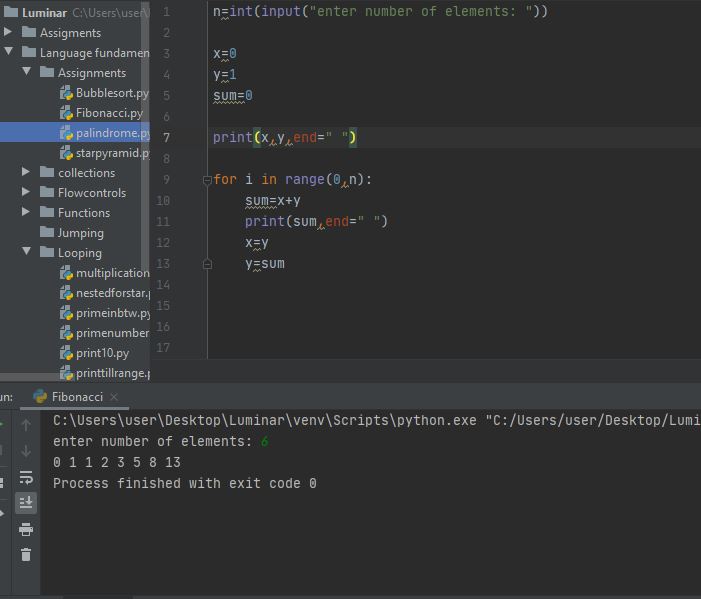 Luminar C:\Users\user\
Assigments
Language fundamen
Assignments
Bubblesort.py
Fibonacci.py
palindrome.py
starpyramid.p
collections
Flowcontrols
Functions
Jumping
Looping
multiplication
nestedforstar.p
primeinbtw.py
primenumber
print10.py
printtillrange.p
1 n=int(input("enter number of elements: "))
2
3 x=0
4 y=1
5 sum=0
6
7 print(x,y,end=" ")
8
9 for i in range(0,n):
10 sum=x+y
11 print(sum,end=" ")
12 x=y
13 y=sum
14
15
16
17
un: Fibonacci
C:\Users\user\Desktop\Luminar\venv\Scripts\python.exe "C:/Users/user/Desktop/Lumi
enter number of elements: 6
0 1 1 2 3 5 8 13
Process finished with exit code 0